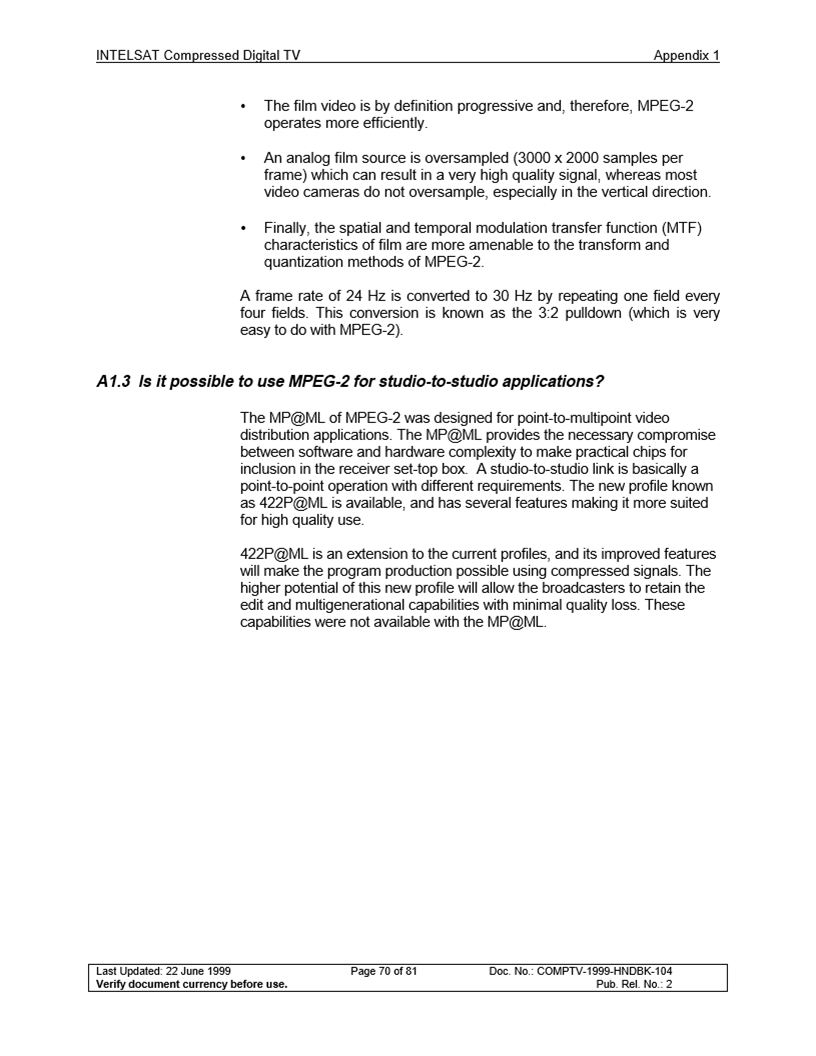 INTELSAT Compressed Digital TV Appendix 1
• The film video is by definition progressive and, therefore, MPEG-2
operates more efficiently.
• An analog film source is oversampled (3000 x 2000 samples per
frame) which can result in a very high quality signal, whereas most
video cameras do not oversample, especially in the vertical direction.
• Finally, the spatial and temporal modulation transfer function (MTF)
characteristics of film are more amenable to the transform and
quantization methods of MPEG-2.
A frame rate of 24 Hz is converted to 30 Hz by repeating one field every
four fields. This conversion is known as the 3:2 pulldown (which is very
easy to do with MPEG-2).
A1.3 Is it possible to use MPEG-2 for studio-to-studio applications?
The MP@ML of MPEG-2 was designed for point-to-multipoint video
distribution applications. The MP@ML provides the necessary compromise
between software and hardware complexity to make practical chips for
inclusion in the receiver set-top box. A studio-to-studio link is basically a
point-to-point operation with different requirements. The new profile known
as 422P@ML is available, and has several features making it more suited
for high quality use.
422P@ML is an extension to the current profiles, and its improved features
will make the program production possible using compressed signals. The
higher potential of this new profile will allow the broadcasters to retain the
edit and multigenerational capabilities with minimal quality loss. These
capabilities were not available with the MP@ML.
Last Updated: 22 June 1999 Page 70 of 81 Doc. No.: COMPTV-1999-HNDBK-104
Verify document currency before use. Pub. Rel. No.: 2